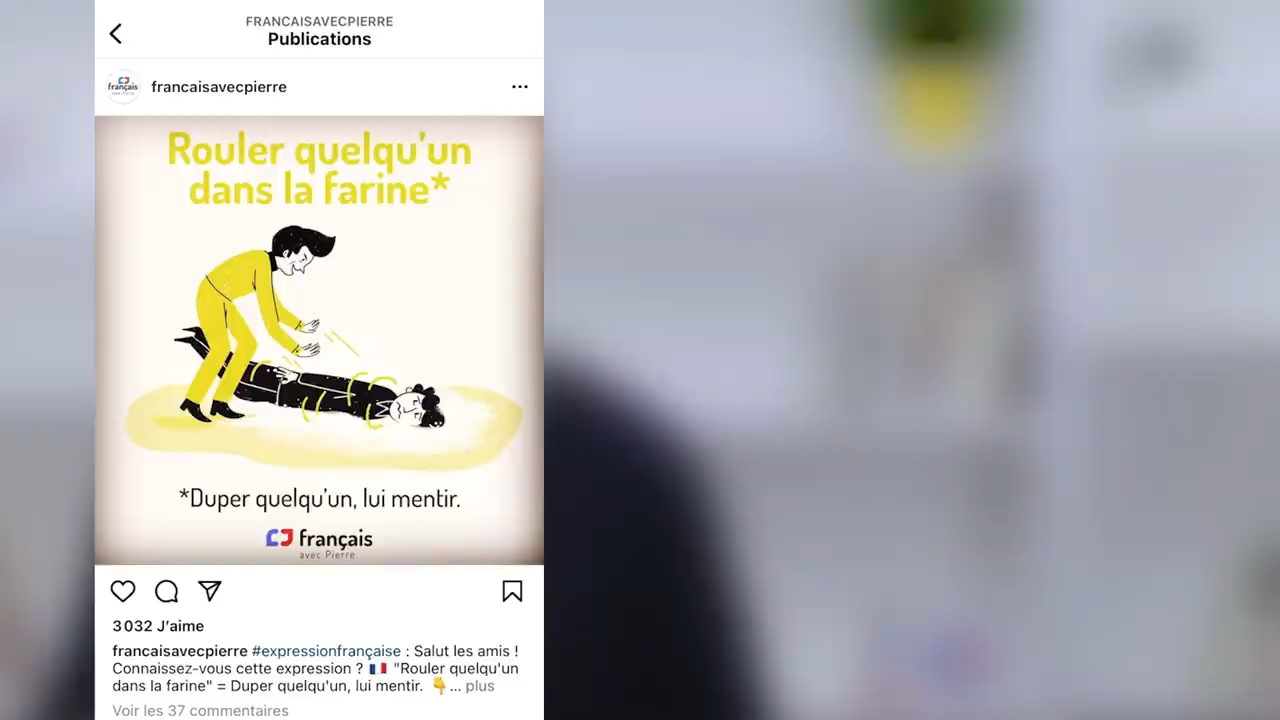 FRANCAISAVECPIERRE
Publications
français
francaisavecpierre
Rouler quelqu'un
dans la farine*
*Duper quelqu'un, lui mentir.
français
avec Pierre
3 032 J'aime
francaisavecpierre #expressionfrançaise : Salut les amis !
Connaissez-vous cette expression ? 🇫🇷 "Rouler quelqu'un
dans la farine" = Duper quelqu'un, lui mentir. 👇... plus
Voir les 37 commentaires